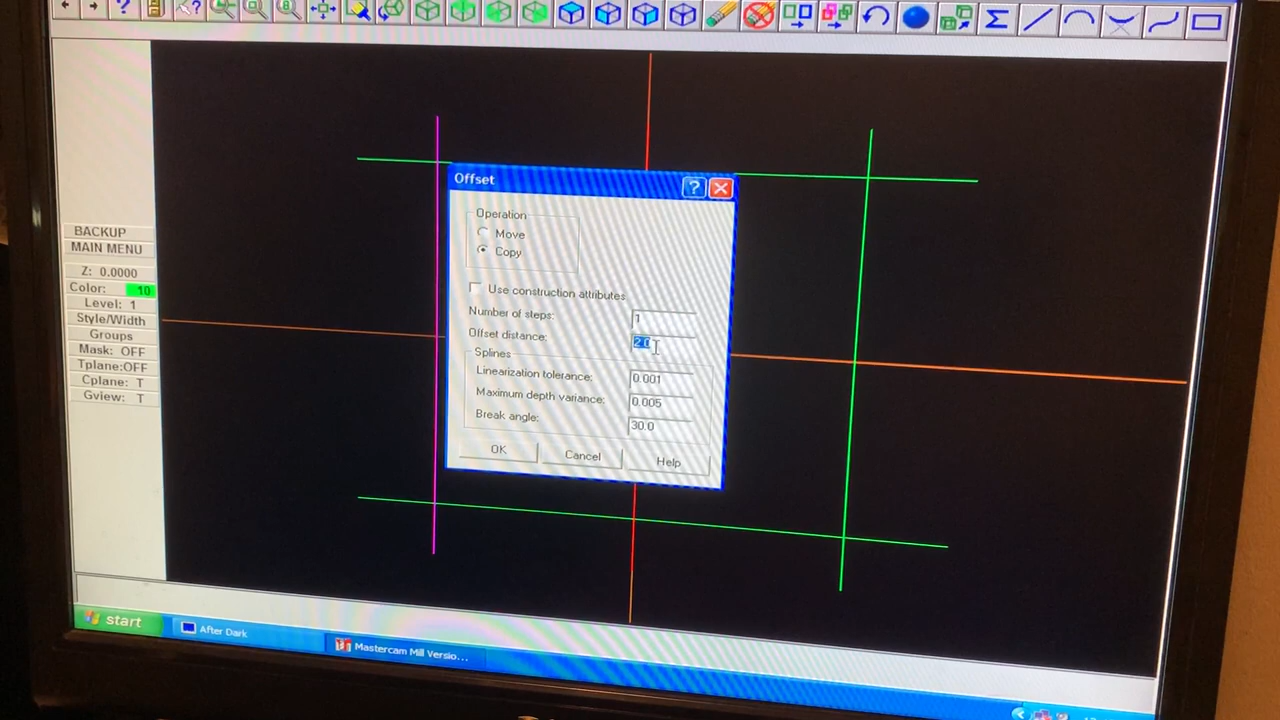 Offset
Operation
Move
Copy
Use construction attributes
Number of steps: 1
Offset distance: 2.0
Splines
Linearization tolerance: 0.001
Maximum depth variance: 0.005
Break angle: 30.0
OK Cancel Help
BACKUP
MAIN MENU
Z: 0.0000
Color: 10
Level: 1
Style/Width
Groups
Mask: OFF
Tplane:OFF
Cplane: T
Gview: T
start
After Dark
Mastercam Mill Versio...